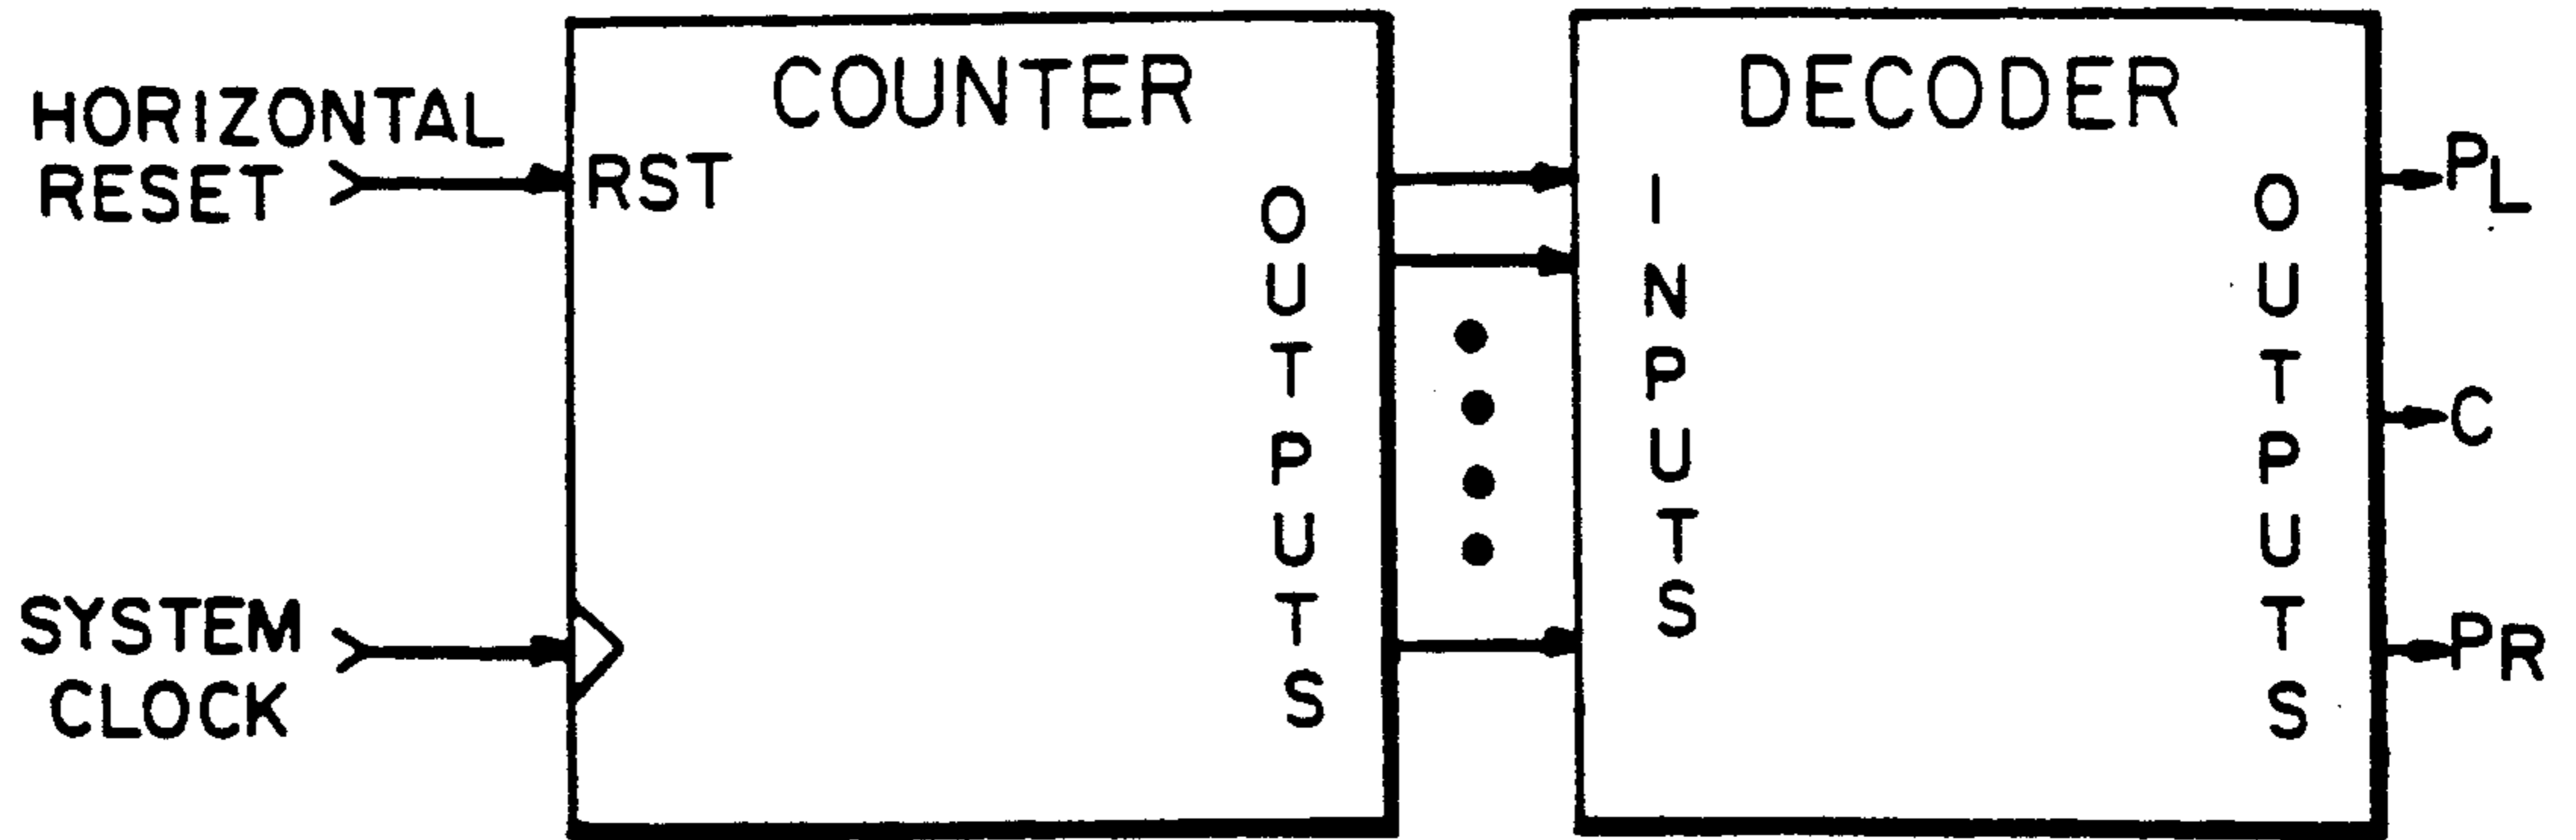 HORIZONTAL
RESET
SYSTEM
CLOCK
COUNTER
RST
OUTPUTS
DECODER
INPUTS
OUTPUTS
PL
C
PR